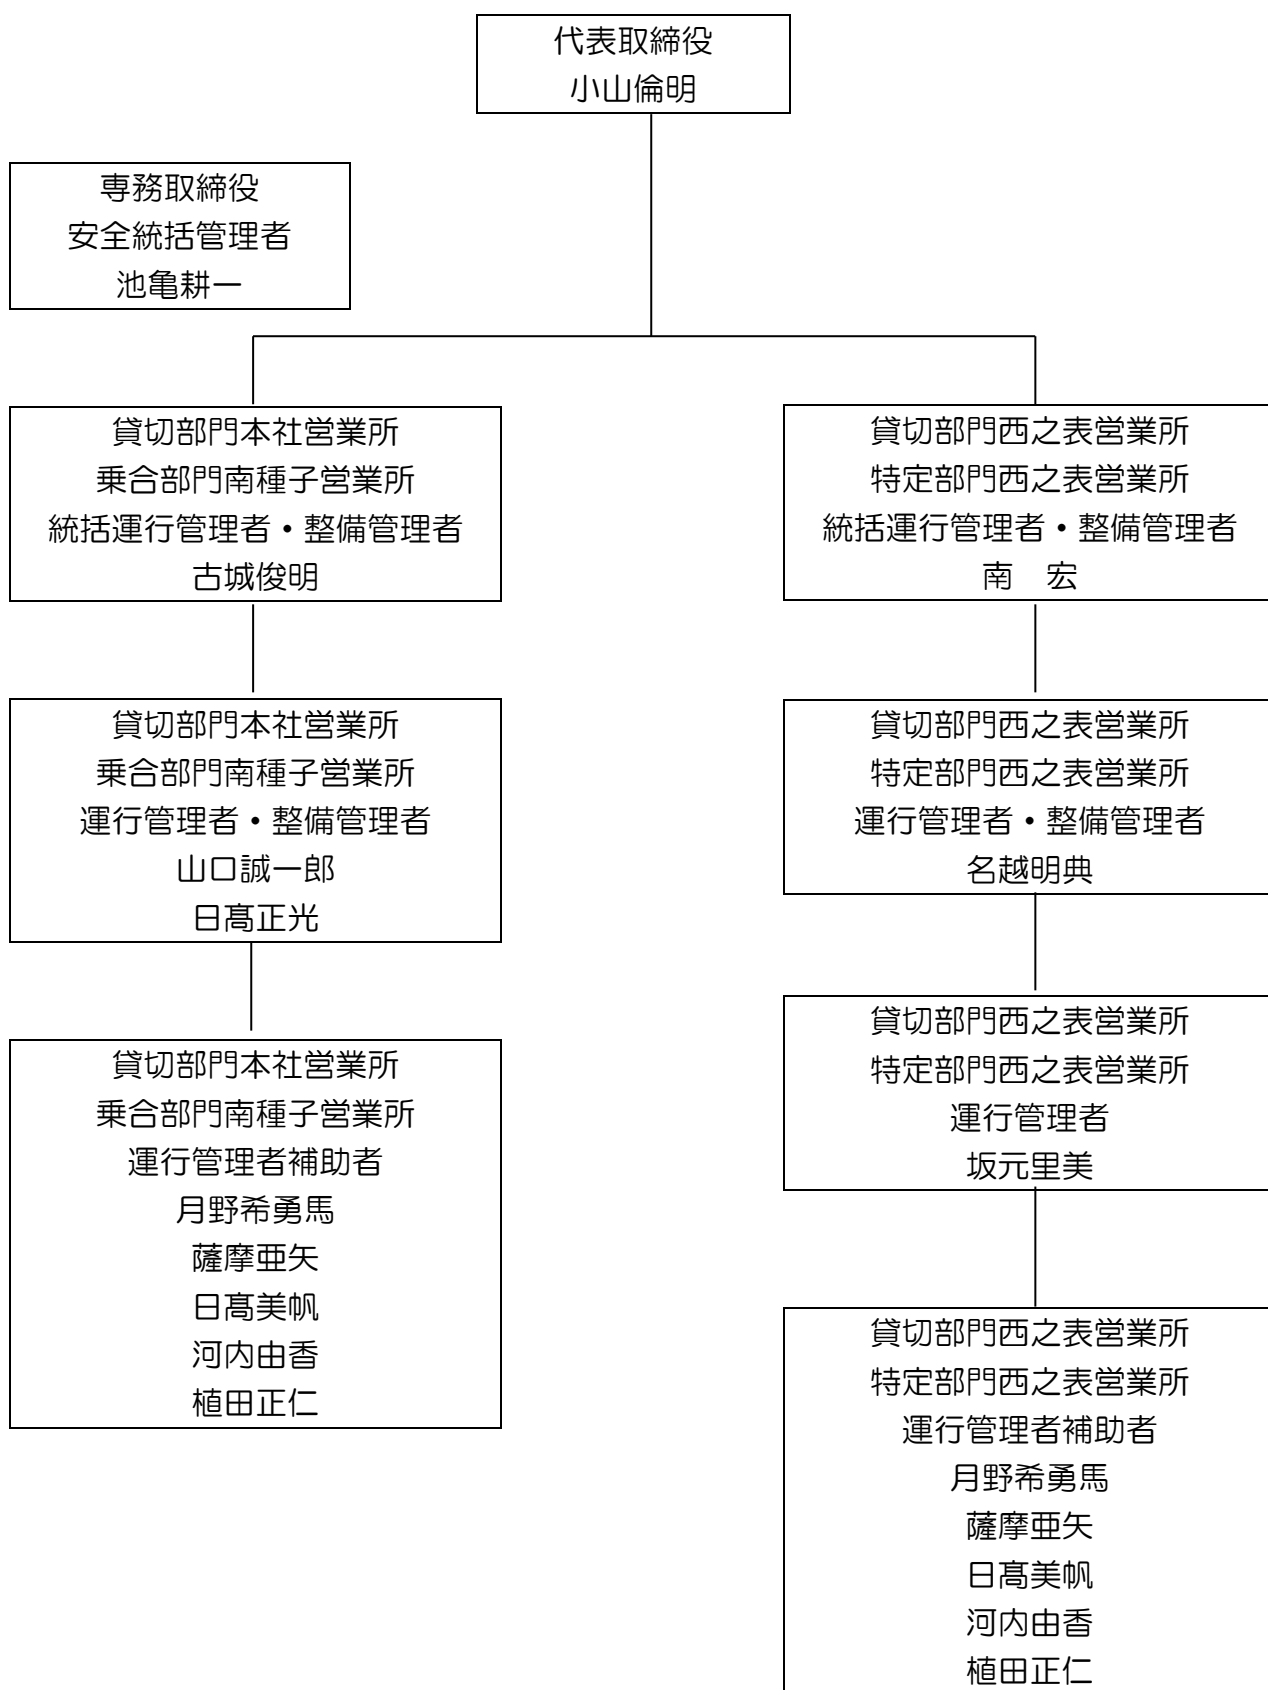 代表取締役
小山倫明
専務取締役
安全統括管理者
池亀耕一
貸切部門本社営業所
乗合部門南種子営業所
統括運行管理者・整備管理者
古城俊明
貸切部門本社営業所
乗合部門南種子営業所
運行管理者・整備管理者
山口誠一郎
日髙正光
貸切部門本社営業所
乗合部門南種子営業所
運行管理者補助者
月野希勇馬
薩摩亜矢
日髙美帆
河内由香
植田正仁
貸切部門西之表営業所
特定部門西之表営業所
統括運行管理者・整備管理者
南　宏
貸切部門西之表営業所
特定部門西之表営業所
運行管理者・整備管理者
名越明典
貸切部門西之表営業所
特定部門西之表営業所
運行管理者
坂元里美
貸切部門西之表営業所
特定部門西之表営業所
運行管理者補助者
月野希勇馬
薩摩亜矢
日髙美帆
河内由香
植田正仁